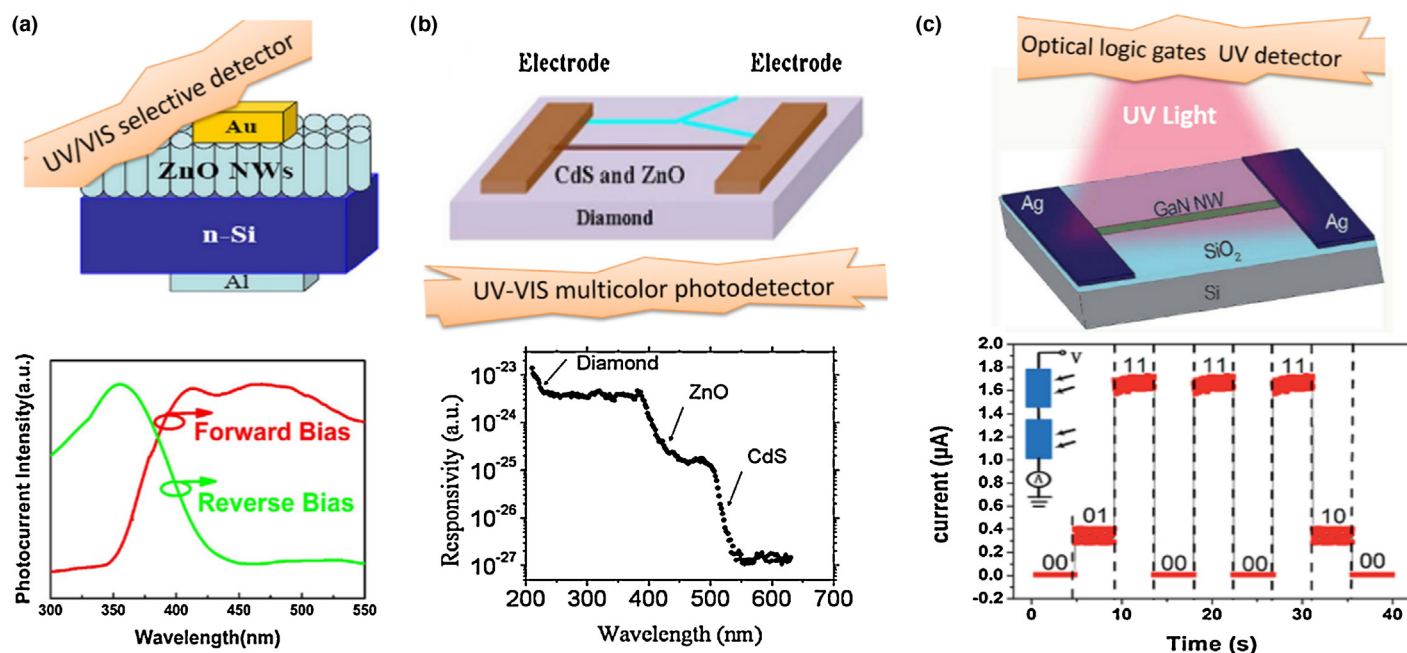 (a)
UV/VIS selective detector
Au
ZnO NWs
n-Si
Al
Photocurrent Intensity(a.u.)
Forward Bias
Reverse Bias
300 350 400 450 500 550
Wavelength(nm)
(b)
Electrode Electrode
CdS and ZnO
Diamond
UV-VIS multicolor photodetector
Responsivity (a.u.)
10-23
10-24
10-25
10-26
10-27
Diamond
ZnO
CdS
200 300 400 500 600 700
Wavelength (nm)
(c)
Optical logic gates UV detector
UV Light
Ag
GaN NW
Ag
SiO2
Si
current (µA)
2.0
1.8
1.6
1.4
1.2
1.0
0.8
0.6
0.4
0.2
0.0
-0.2
V
A
11 11 11
01 10
00 00 00 00
0 10 20 30 40
Time (s)